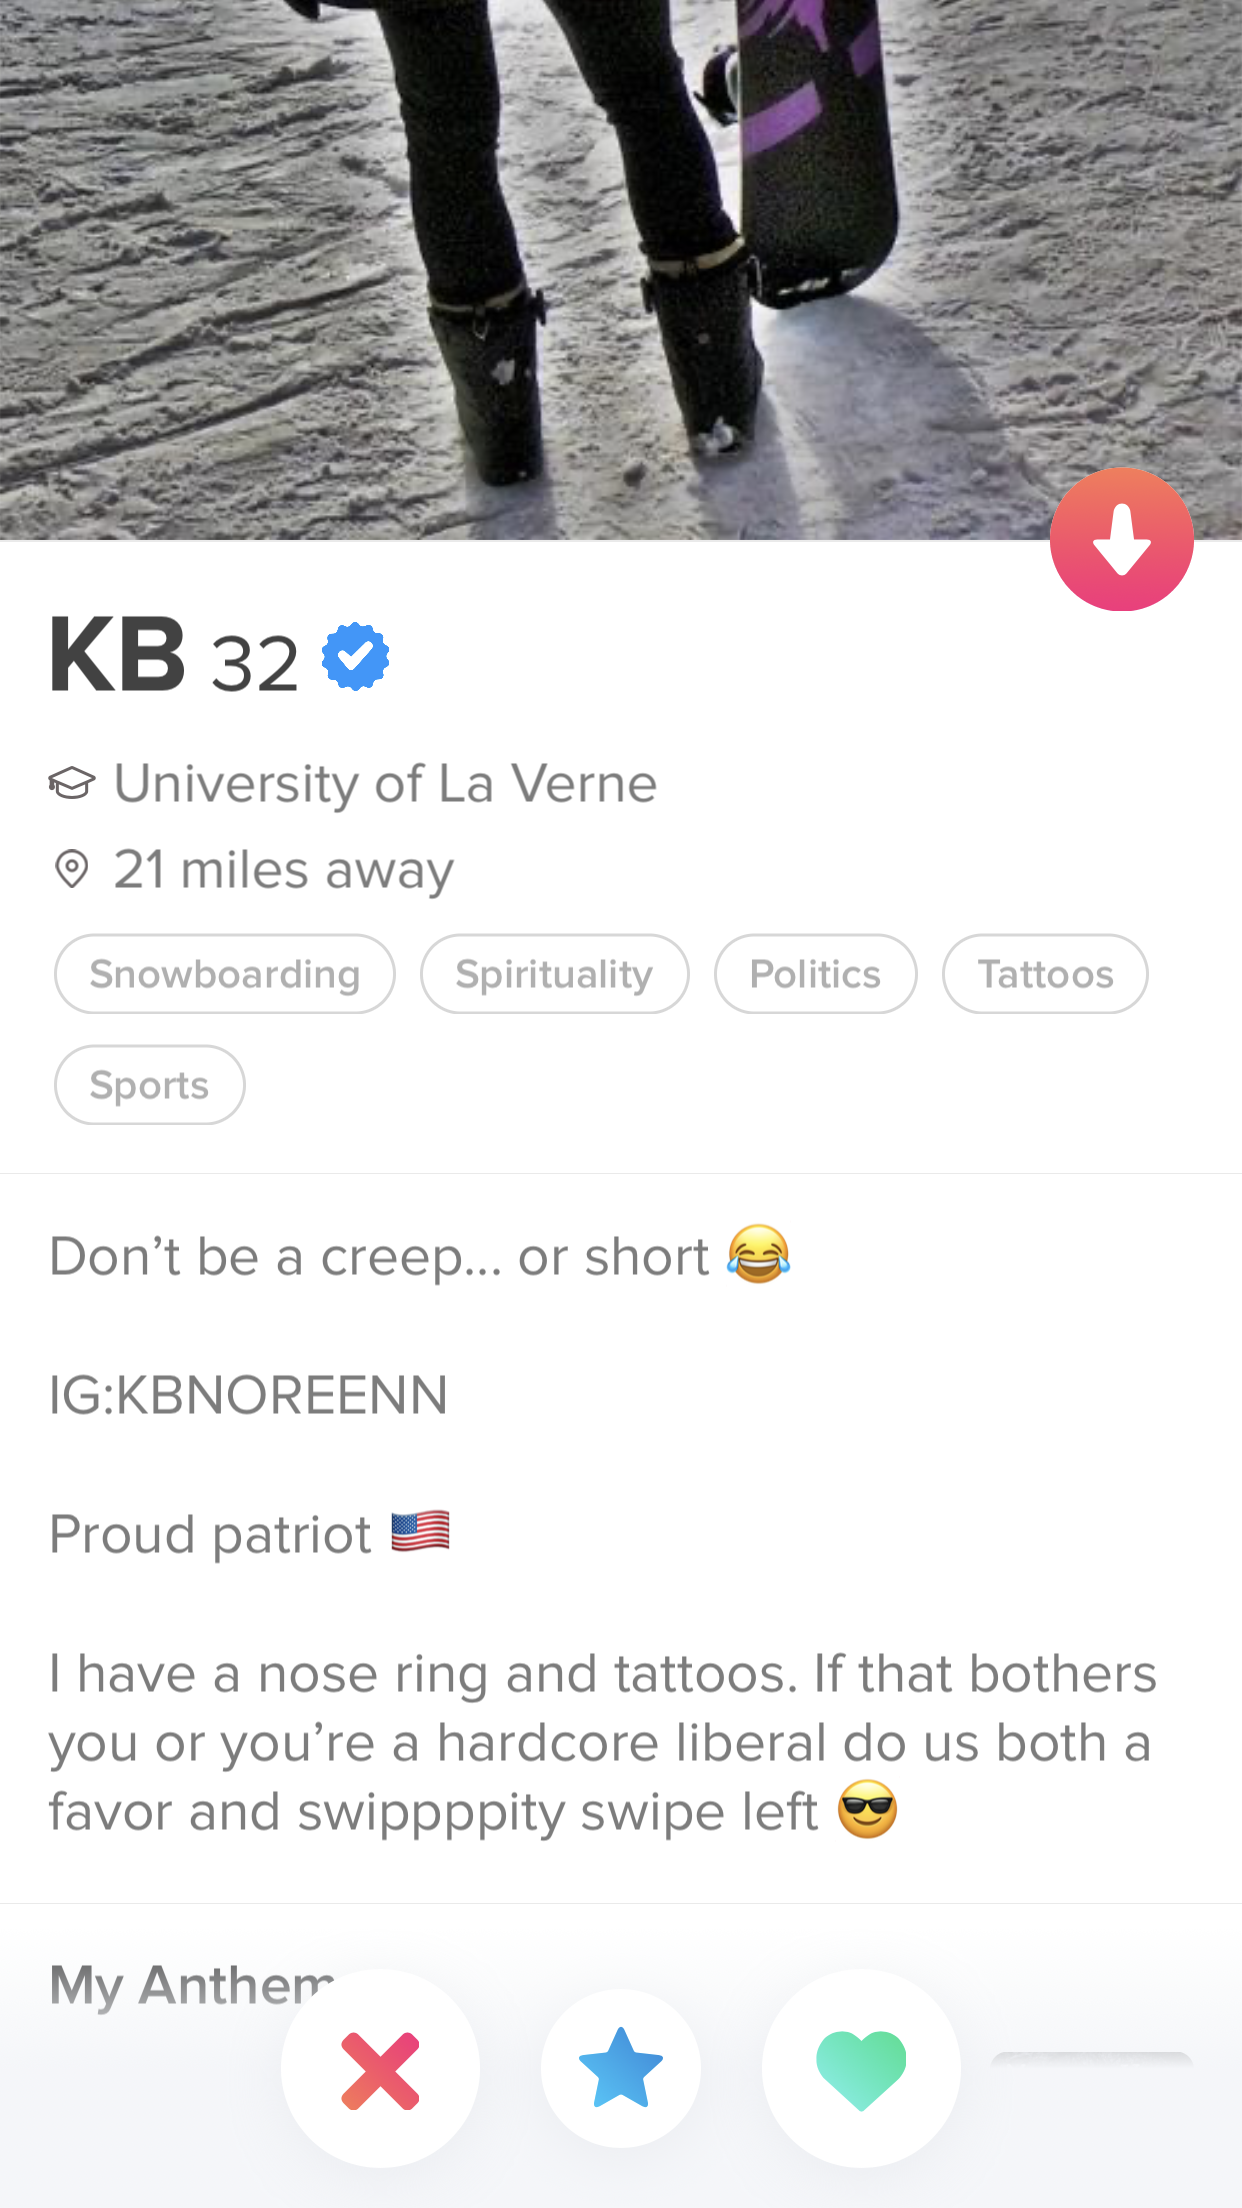 KB 32
University of La Verne
21 miles away
Snowboarding Spirituality Politics Tattoos
Sports
Don’t be a creep... or short 😂
IG:KBNOREENN
Proud patriot 🇺🇸
I have a nose ring and tattoos. If that bothers
you or you’re a hardcore liberal do us both a
favor and swippppity swipe left 😎
My Anthem